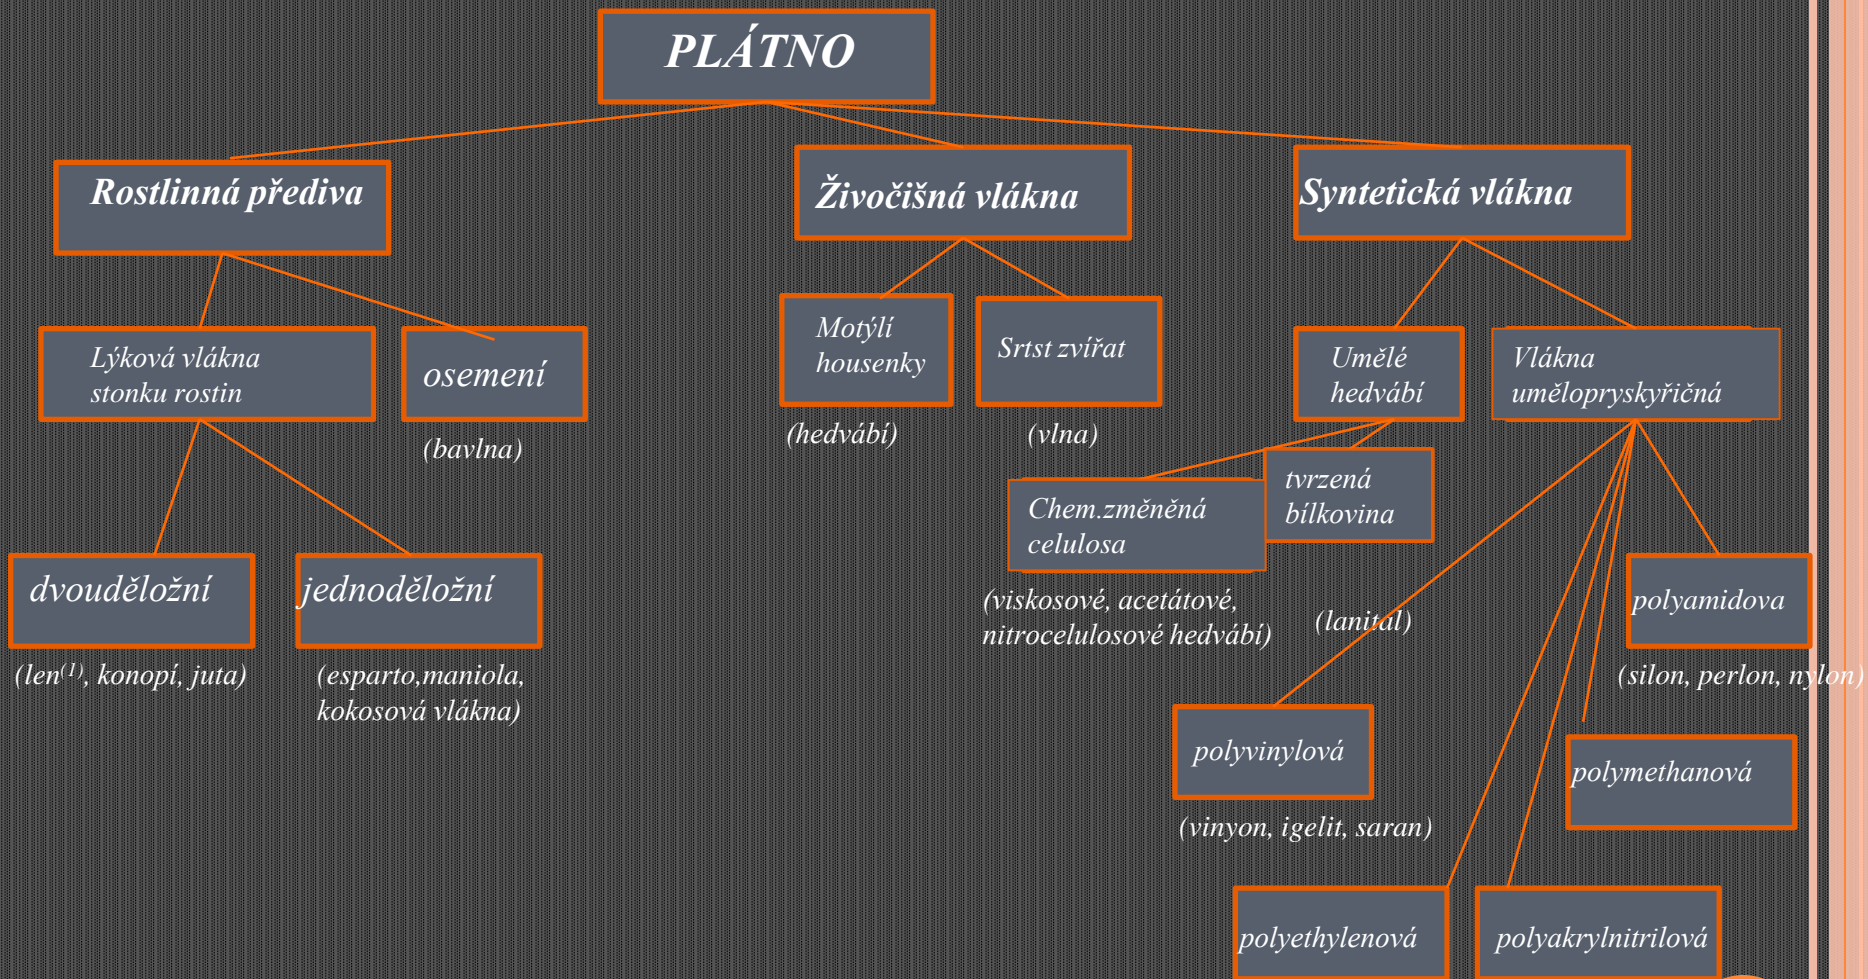 PLÁTNO
Rostlinná přediva
Živočišná vlákna
Syntetická vlákna
Lýková vlákna
stonku rostin
osemení
(bavlna)
Motýlí
housenky
(hedvábí)
Srtst zvířat
(vlna)
Umělé
hedvábí
Vlákna
umělopryskyřičná
Chem.změněná
celulosa
tvrzená
bílkovina
(viskosové, acetátové,
nitrocelulosové hedvábí)
(lanitál)
dvouděložní
(len(1), konopí, juta)
jednoděložní
(esparto,maniola,
kokosová vlákna)
polyamidova
(silon, perlon, nylon)
polyvinylová
(vinyon, igelit, saran)
polymethanová
polyethylenová
polyakrylnitrilová